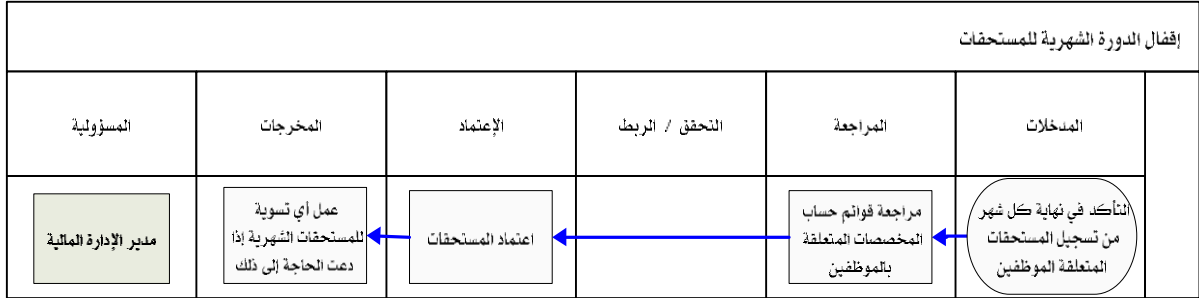 إقفال الدورة الشهرية للمستحقات
المدخلات
المراجعة
التحقق / الربط
الإعتماد
المخرجات
المسؤولية
التأكد في نهاية كل شهر
من تسجيل المستحقات
المتعلقة الموظفين
مراجعة قوائم حساب
المخصصات المتعلقة
بالموظفين
اعتماد المستحقات
عمل أي تسوية
للمستحقات الشهرية إذا
دعت الحاجة إلى ذلك
مدير الإدارة المالية